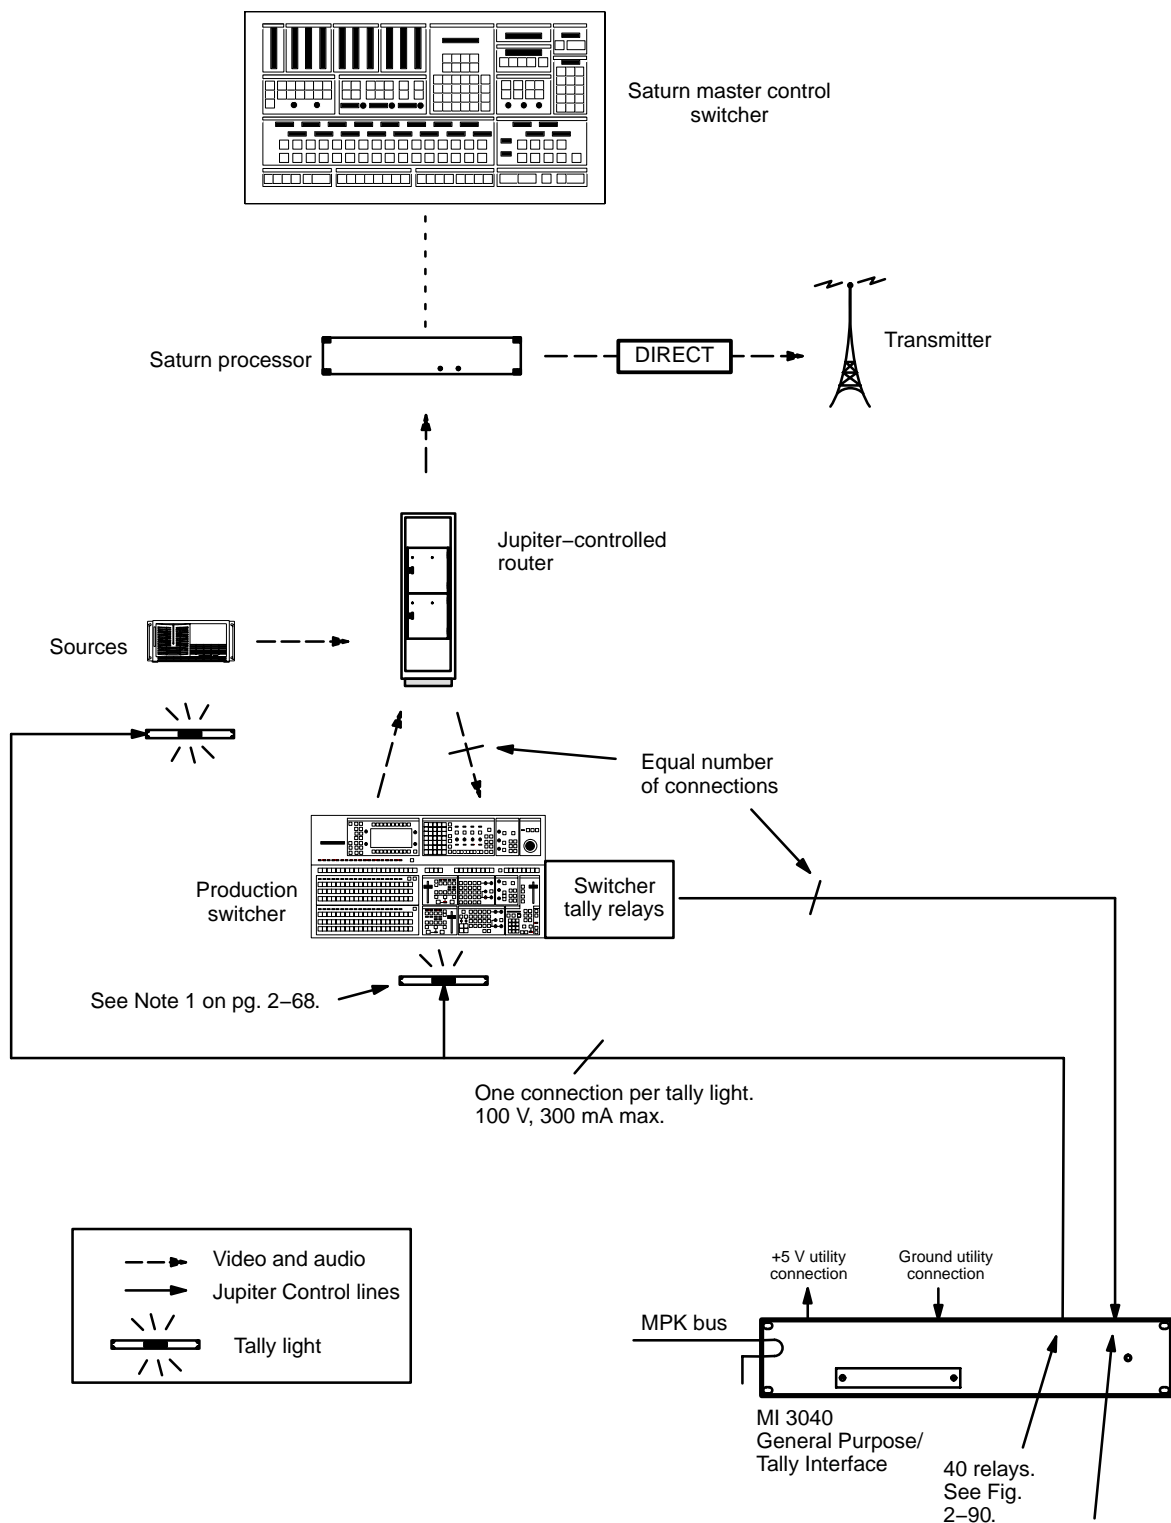 Saturn master control
switcher
Saturn processor
DIRECT
Transmitter
Jupiter−controlled
router
Sources
Equal number
of connections
Production
switcher
Switcher
tally relays
See Note 1 on pg. 2−68.
One connection per tally light.
100 V, 300 mA max.
Video and audio
Jupiter Control lines
Tally light
+5 V utility
connection
Ground utility
connection
MPK bus
MI 3040
General Purpose/
Tally Interface
40 relays.
See Fig.
2−90.